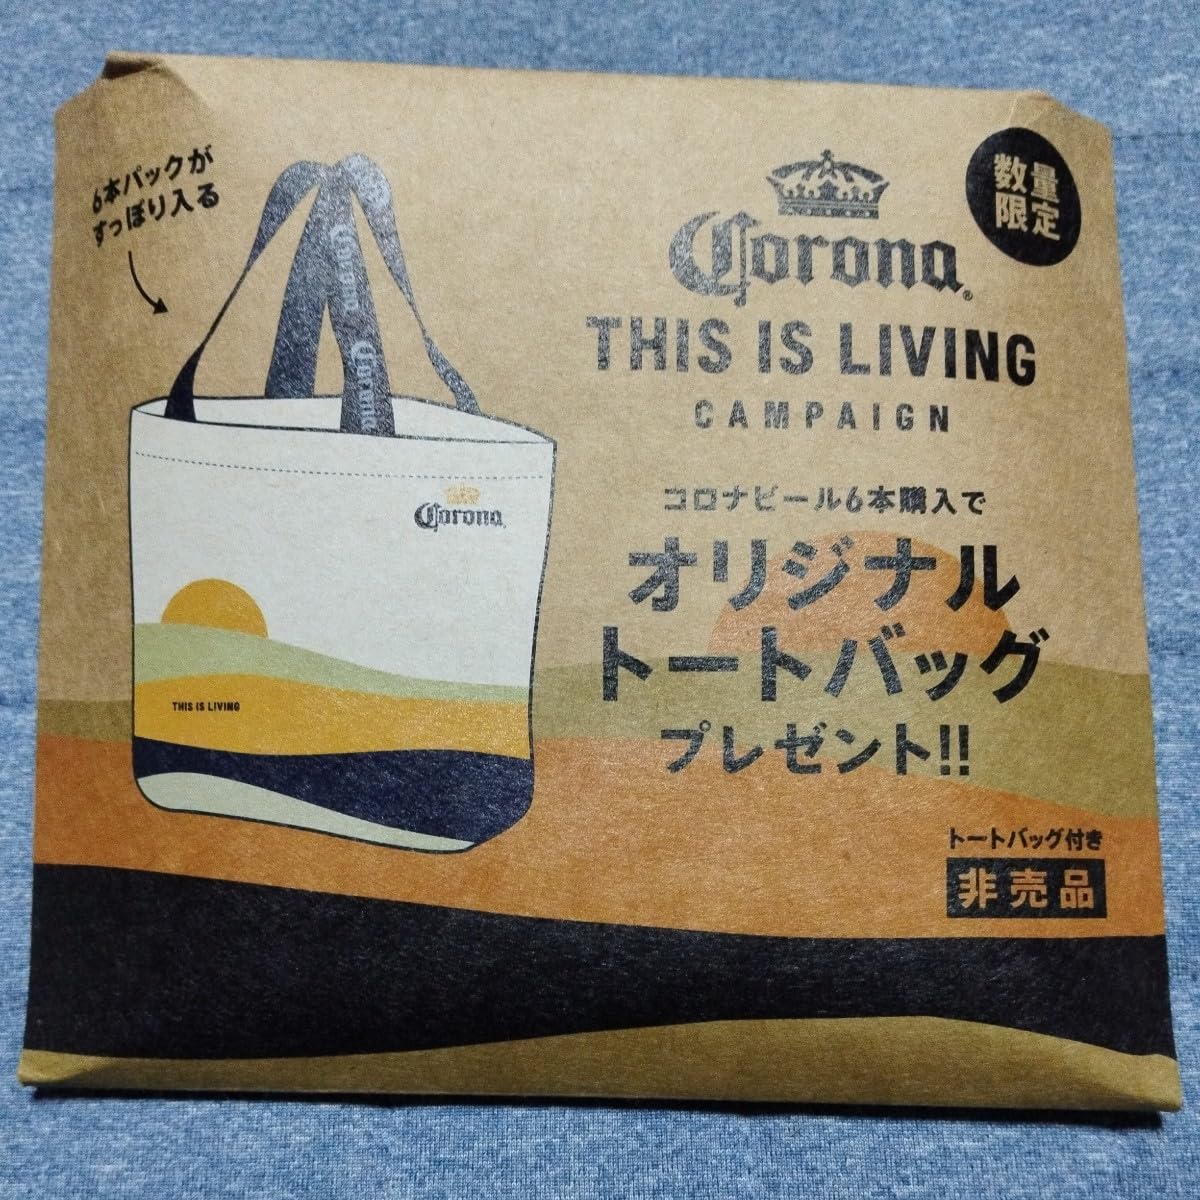 6本パックが
すっぽり入る
Corona
Corona
Corona
THIS IS LIVING
数量
限定
Corona®
THIS IS LIVING
CAMPAIGN
コロナビール6本購入で
オリジナル
トートバッグ
プレゼント!!
トートバッグ付き
非売品